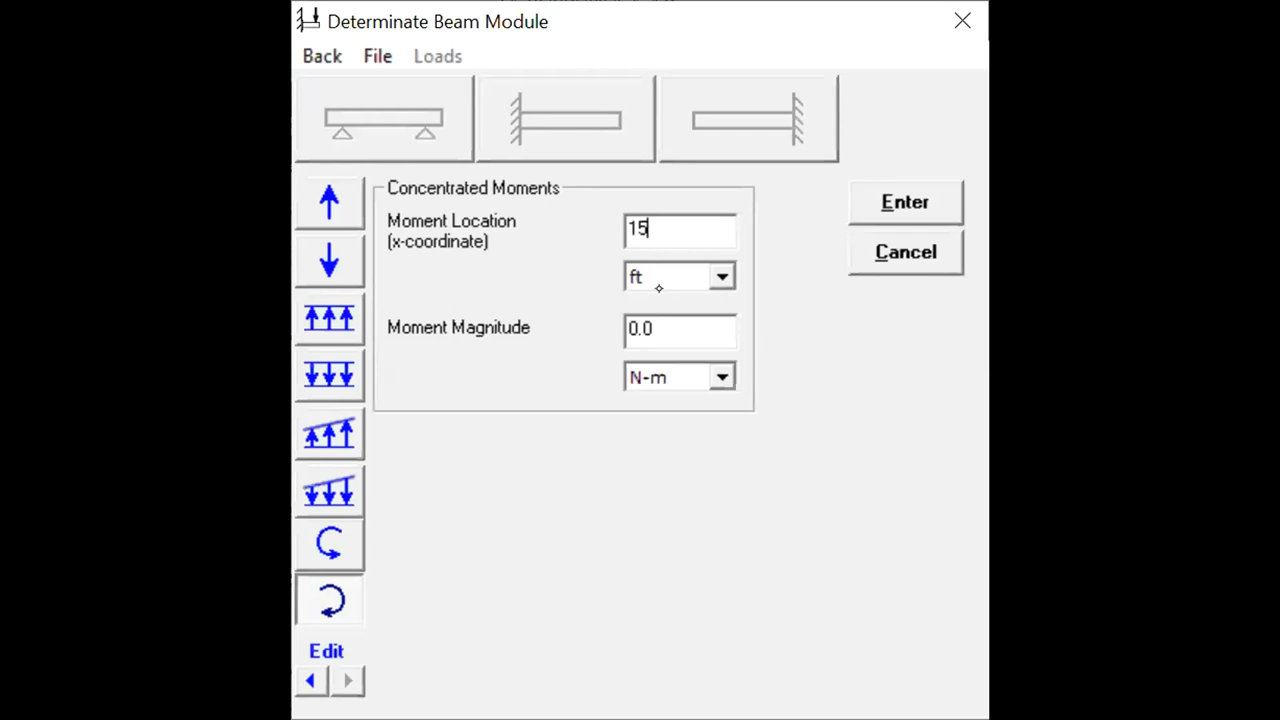 Determinate Beam Module
Back File Loads
Concentrated Moments
Moment Location
(x-coordinate)
15
ft
Moment Magnitude
0.0
N-m
Enter
Cancel
Edit